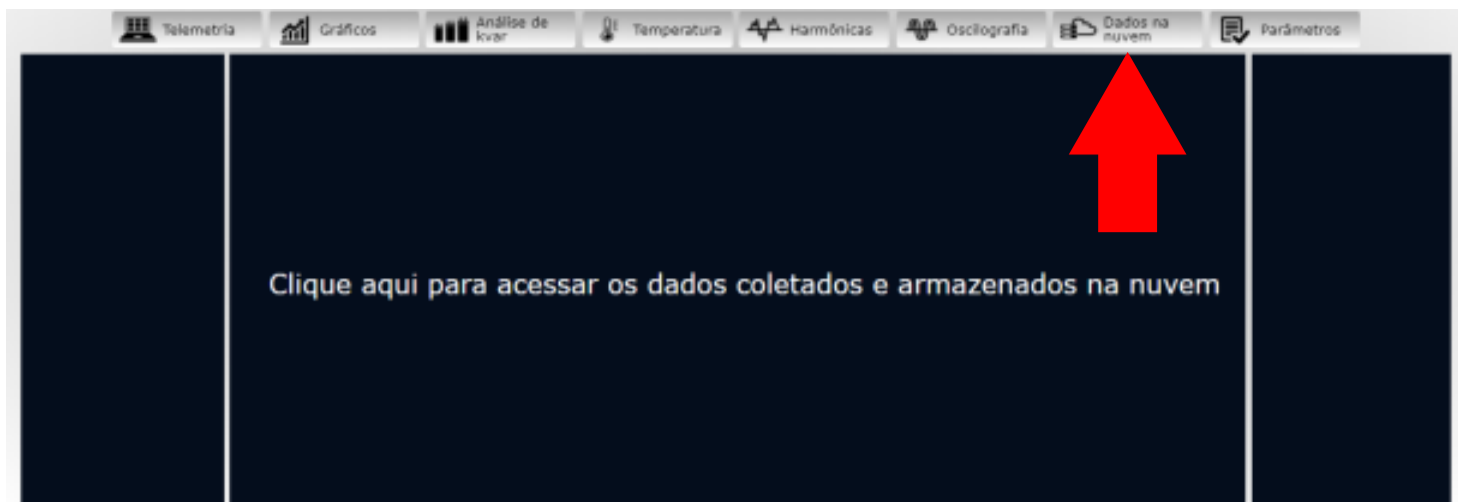 Telemetria
Gráficos
Análise de
kvar
Temperatura
Harmônicas
Oscilografia
Dados na
nuvem
Parâmetros
Clique aqui para acessar os dados coletados e armazenados na nuvem